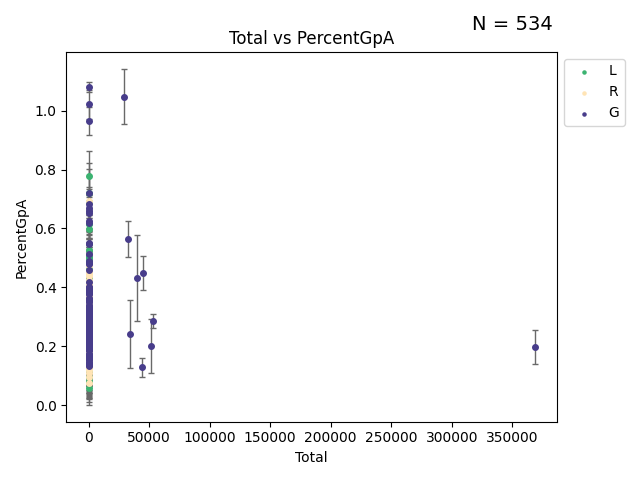 N = 534
Total vs PercentGpA
L
R
G
PercentGpA
1.0
0.8
0.6
0.4
0.2
0.0
0 50000 100000 150000 200000 250000 300000 350000
Total